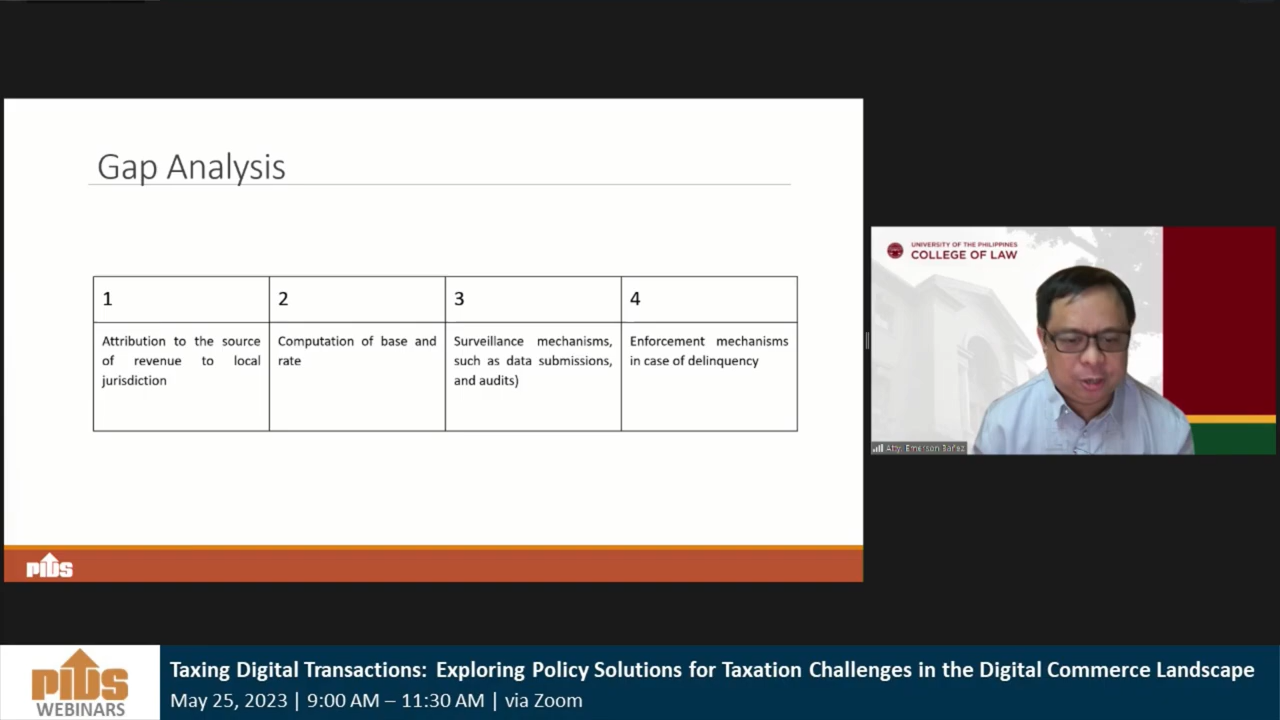 Gap Analysis
1
2
3
4
Attribution to the source
of revenue to local
jurisdiction
Computation of base and
rate
Surveillance mechanisms,
such as data submissions,
and audits)
Enforcement mechanisms
in case of delinquency
UNIVERSITY OF THE PHILIPPINES
COLLEGE OF LAW
Atty. Emerson Bañez
PIDS
PIDS
WEBINARS
Taxing Digital Transactions: Exploring Policy Solutions for Taxation Challenges in the Digital Commerce Landscape
May 25, 2023 | 9:00 AM – 11:30 AM | via Zoom